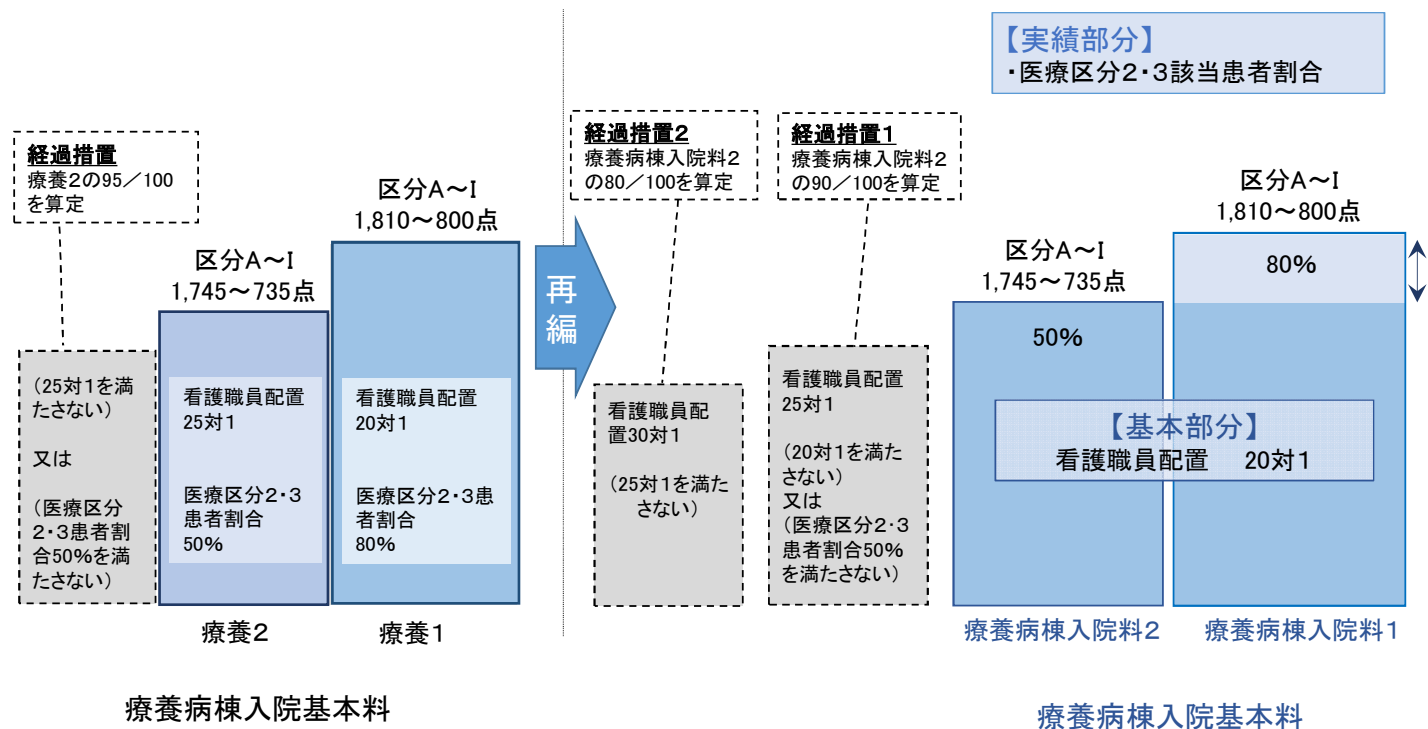 【実績部分】
・医療区分2・3該当患者割合
経過措置
療養2の95/100
を算定
区分A～I
1,810～800点
区分A～I
1,745～735点
(25対1を満
たさない)
又は
(医療区分
2・3患者割
合50%を満
たさない)
看護職員配置
25対1
医療区分2・3
患者割合
50%
看護職員配置
20対1
医療区分2・3患
者割合
80%
療養2
療養1
療養病棟入院基本料
再
編
経過措置2
療養病棟入院料2
の80/100を算定
経過措置1
療養病棟入院料2
の90/100を算定
看護職員配
置30対1
(25対1を満た
さない)
看護職員配置
25対1
(20対1を満た
さない)
又は
(医療区分2・3
患者割合50%
を満たさない)
区分A～I
1,745～735点
50%
区分A～I
1,810～800点
80%
【基本部分】
看護職員配置 20対1
療養病棟入院料2
療養病棟入院料1
療養病棟入院基本料